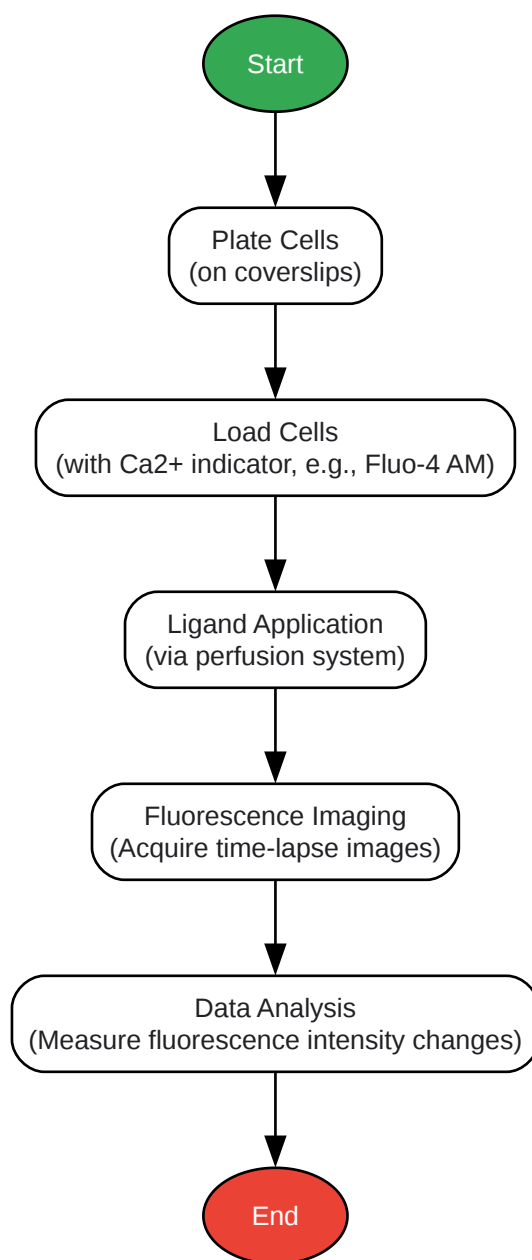 Start
Plate Cells
(on coverslips)
Load Cells
(with Ca2+ indicator, e.g., Fluo-4 AM)
Ligand Application
(via perfusion system)
Fluorescence Imaging
(Acquire time-lapse images)
Data Analysis
(Measure fluorescence intensity changes)
End